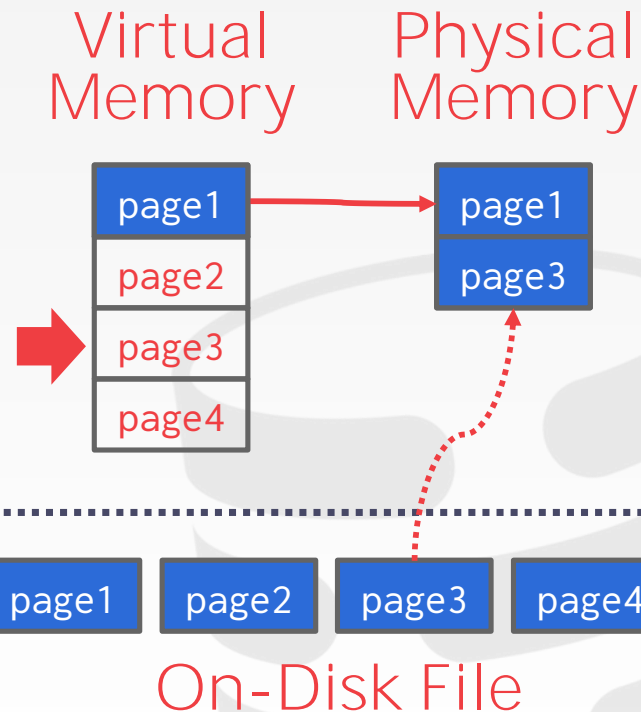 Virtual
Memory
Physical
Memory
page1
page2
page3
page4
page1
page3
page1
page2
page3
page4
On-Disk File